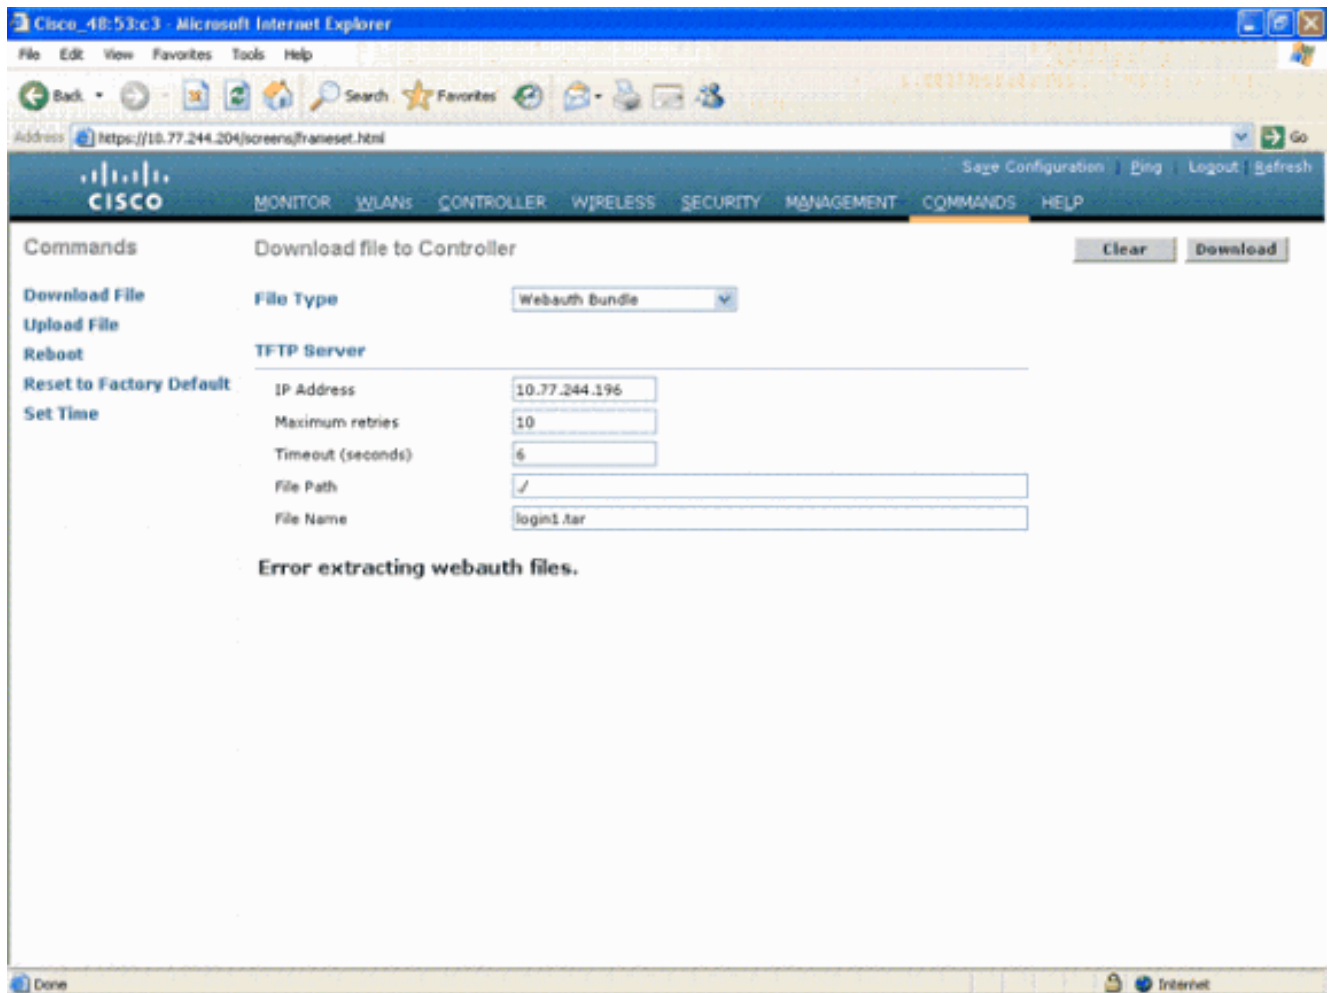 Cisco_48:53:c3 - Microsoft Internet Explorer
File Edit View Favorites Tools Help
Back Search Favorites
Address https://10.77.244.204/screens/frameset.html Go
Save Configuration Ping Logout Refresh
CISCO MONITOR WLANs CONTROLLER WIRELESS SECURITY MANAGEMENT COMMANDS HELP
Commands
Download File
Upload File
Reboot
Reset to Factory Default
Set Time
Download file to Controller
Clear Download
File Type Webauth Bundle
TFTP Server
IP Address 10.77.244.196
Maximum retries 10
Timeout (seconds) 6
File Path ./
File Name login1.tar
Error extracting webauth files.
Done Internet